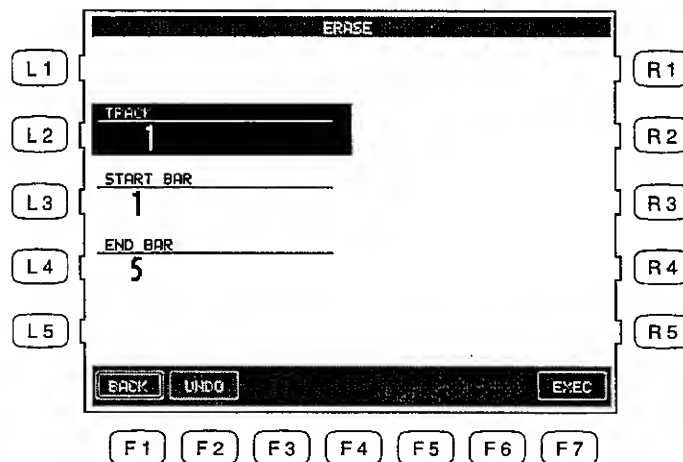 ERASE
L1 R1
TRACK
1
L2 R2
START BAR
1
L3 R3
END BAR
5
L4 R4
L5 R5
BACK UNDO EXEC
F1 F2 F3 F4 F5 F6 F7